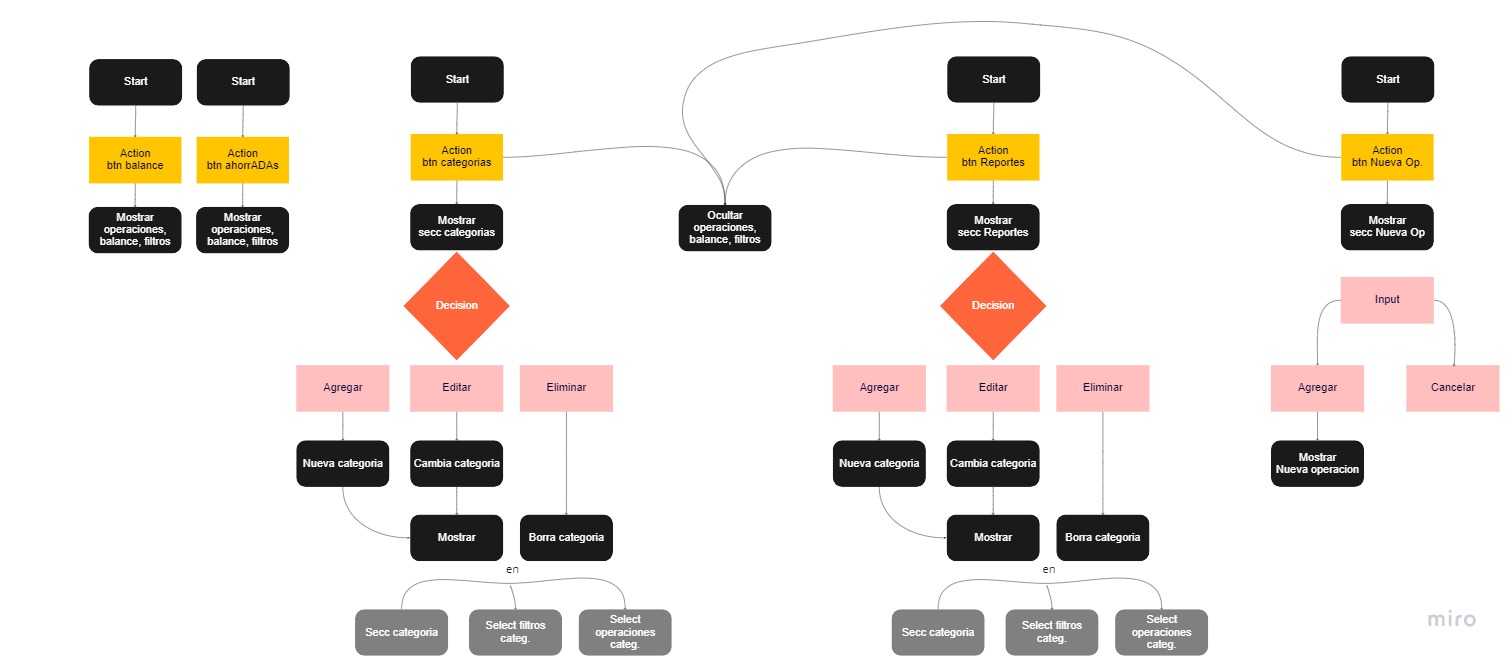 Start
Start
Start
Start
Start
Action
btn balance
Action
btn ahorrADAs
Action
btn categorias
Action
btn Reportes
Action
btn Nueva Op.
Mostrar
operaciones,
balance, filtros
Mostrar
operaciones,
balance, filtros
Mostrar
secc categorias
Ocultar
operaciones,
balance, filtros
Mostrar
secc Reportes
Mostrar
secc Nueva Op
Decision
Decision
Input
Agregar
Editar
Eliminar
Agregar
Editar
Eliminar
Agregar
Cancelar
Nueva categoria
Cambia categoria
Nueva categoria
Cambia categoria
Mostrar
Nueva operacion
Mostrar
Borra categoria
Mostrar
Borra categoria
en
en
Secc categoria
Select filtros
categ.
Select
operaciones
categ.
Secc categoria
Select filtros
categ.
Select
operaciones
categ.
miro